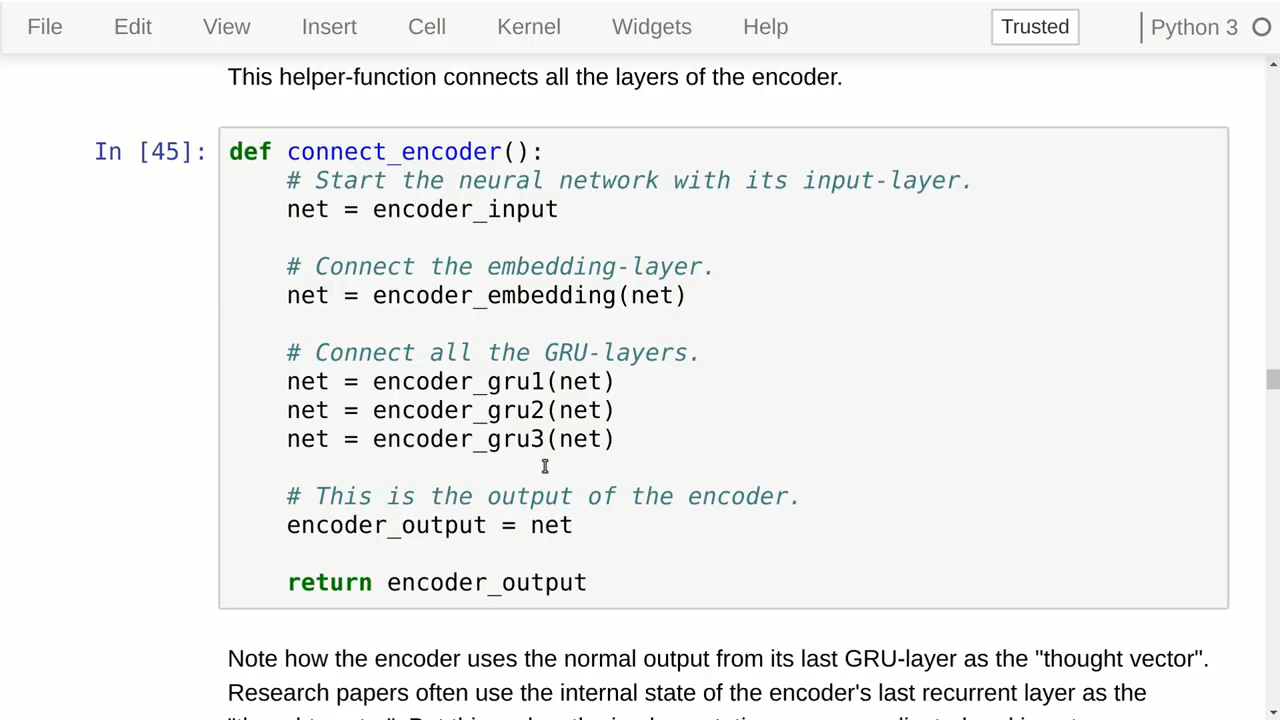 File Edit View Insert Cell Kernel Widgets Help Trusted Python 3
This helper-function connects all the layers of the encoder.
In [45]: def connect_encoder():
# Start the neural network with its input-layer.
net = encoder_input
# Connect the embedding-layer.
net = encoder_embedding(net)
# Connect all the GRU-layers.
net = encoder_gru1(net)
net = encoder_gru2(net)
net = encoder_gru3(net)
# This is the output of the encoder.
encoder_output = net
return encoder_output
Note how the encoder uses the normal output from its last GRU-layer as the "thought vector".
Research papers often use the internal state of the encoder's last recurrent layer as the